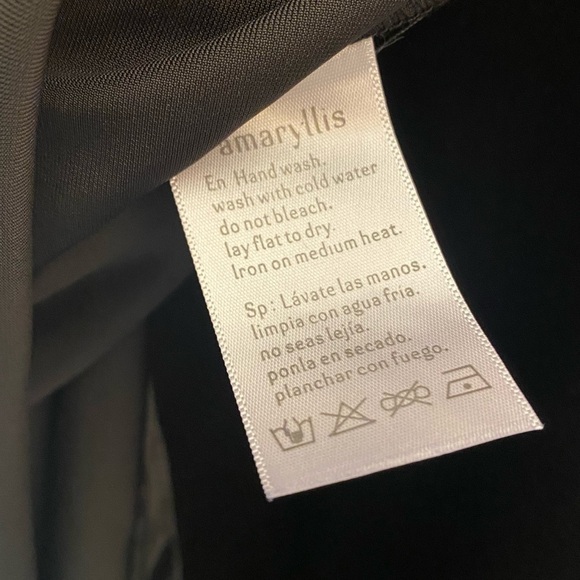 amaryllis
En Hand wash.
wash with cold water
do not bleach.
lay flat to dry.
Iron on medium heat.
Sp: Lávate las manos.
limpia con agua fría.
no seas lejía.
ponla en secado.
planchar con fuego.